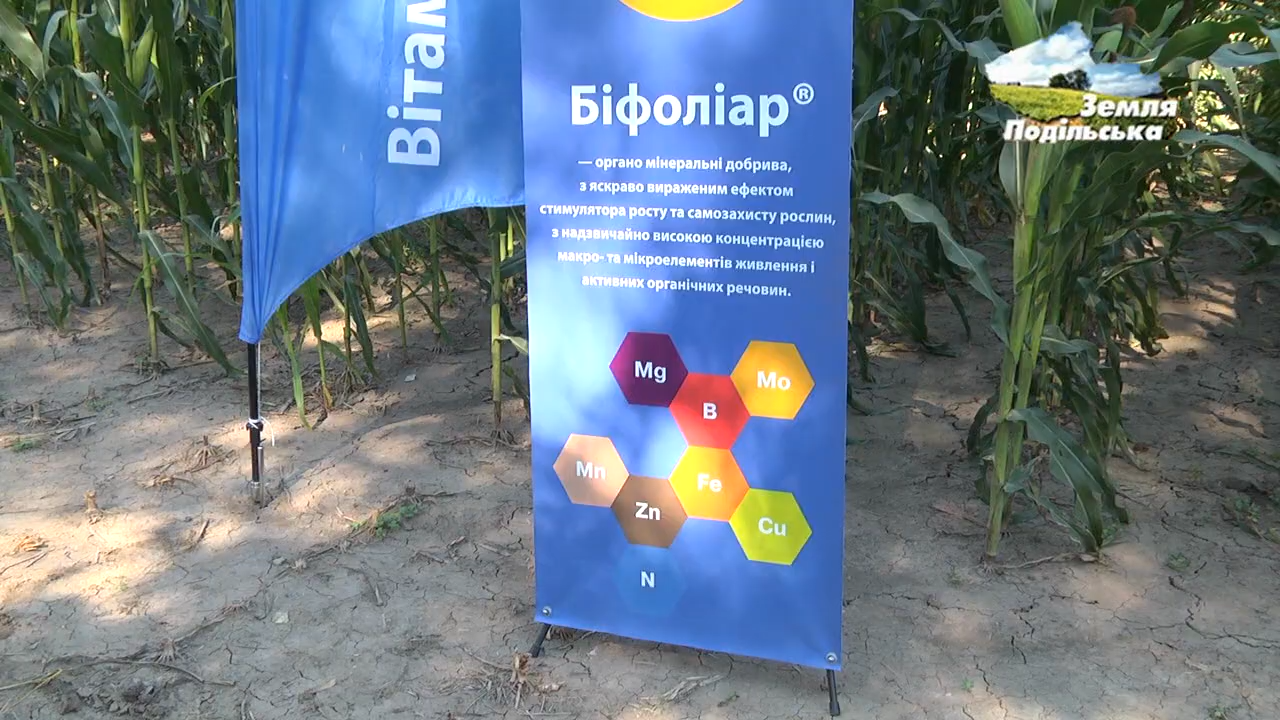 Вітам
Біфоліар®
— органо мінеральні добрива,
з яскраво вираженим ефектом
стимулятора росту та самозахисту рослин,
з надзвичайно високою концентрацією
макро- та мікроелементів живлення і
активних органічних речовин.
Mg
Mo
B
Mn
Fe
Zn
Cu
N
Земля
Подільська